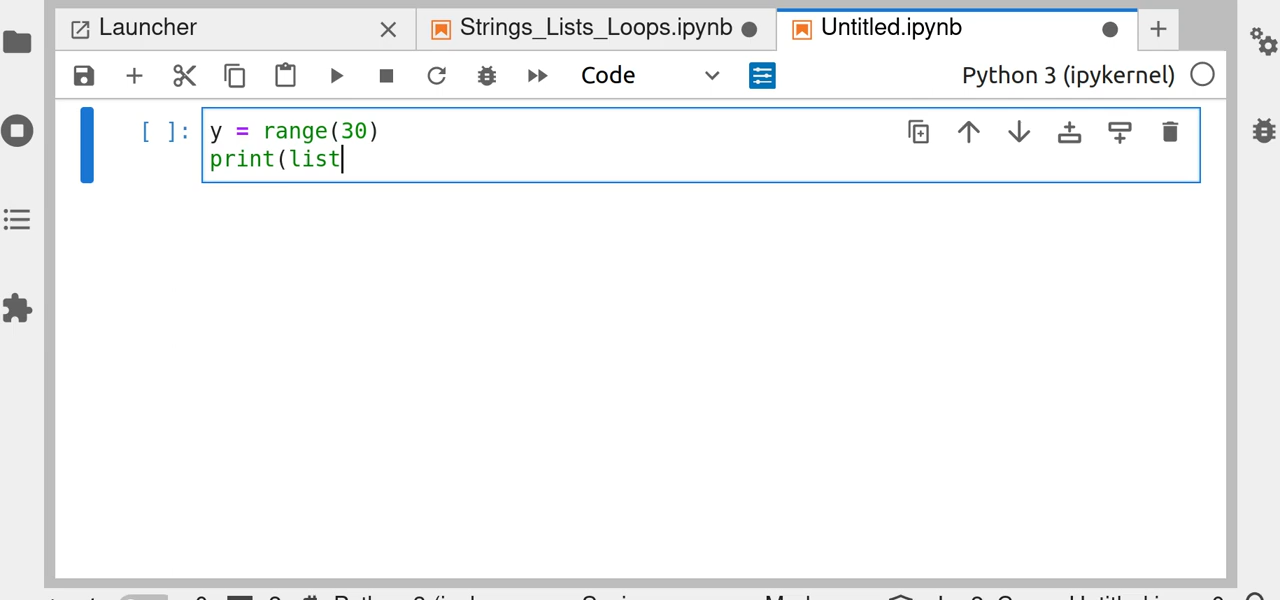 Launcher
Strings_Lists_Loops.ipynb
Untitled.ipynb
Code
Python 3 (ipykernel)
[ ]:
y = range(30)
print(list